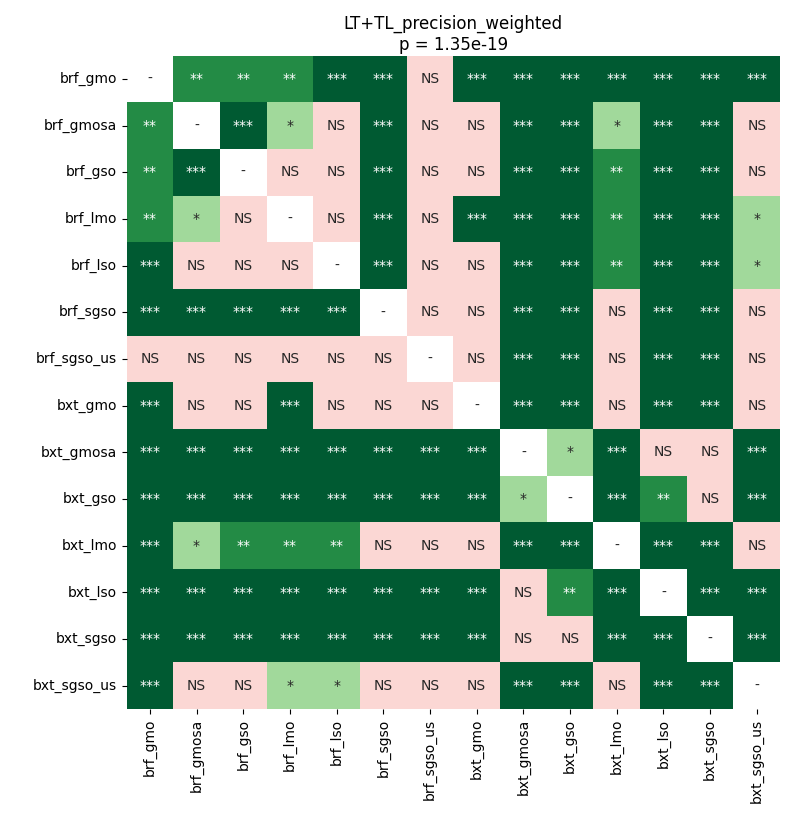 LT+TL_precision_weighted
p = 1.35e-19
brf_gmo - ** ** ** *** *** NS *** *** *** *** *** *** ***
brf_gmosa ** - *** * NS *** NS NS *** *** * *** *** NS
brf_gso ** *** - NS NS *** NS NS *** *** ** *** *** NS
brf_lmo ** * NS - NS *** NS *** *** *** ** *** *** *
brf_lso *** NS NS NS - *** NS NS *** *** ** *** *** *
brf_sgso *** *** *** *** *** - NS NS *** *** NS *** *** NS
brf_sgso_us NS NS NS NS NS NS - NS *** *** NS *** *** NS
bxt_gmo *** NS NS *** NS NS NS - *** *** NS *** *** NS
bxt_gmosa *** *** *** *** *** *** *** *** - * *** NS NS ***
bxt_gso *** *** *** *** *** *** *** *** * - *** ** NS ***
bxt_lmo *** * ** ** ** NS NS NS *** *** - *** *** NS
bxt_lso *** *** *** *** *** *** *** *** NS ** *** - *** ***
bxt_sgso *** *** *** *** *** *** *** *** NS NS *** *** - ***
bxt_sgso_us *** NS NS * * NS NS NS *** *** NS *** *** -
brf_gmo brf_gmosa brf_gso brf_lmo brf_lso brf_sgso brf_sgso_us bxt_gmo bxt_gmosa bxt_gso bxt_lmo bxt_lso bxt_sgso bxt_sgso_us